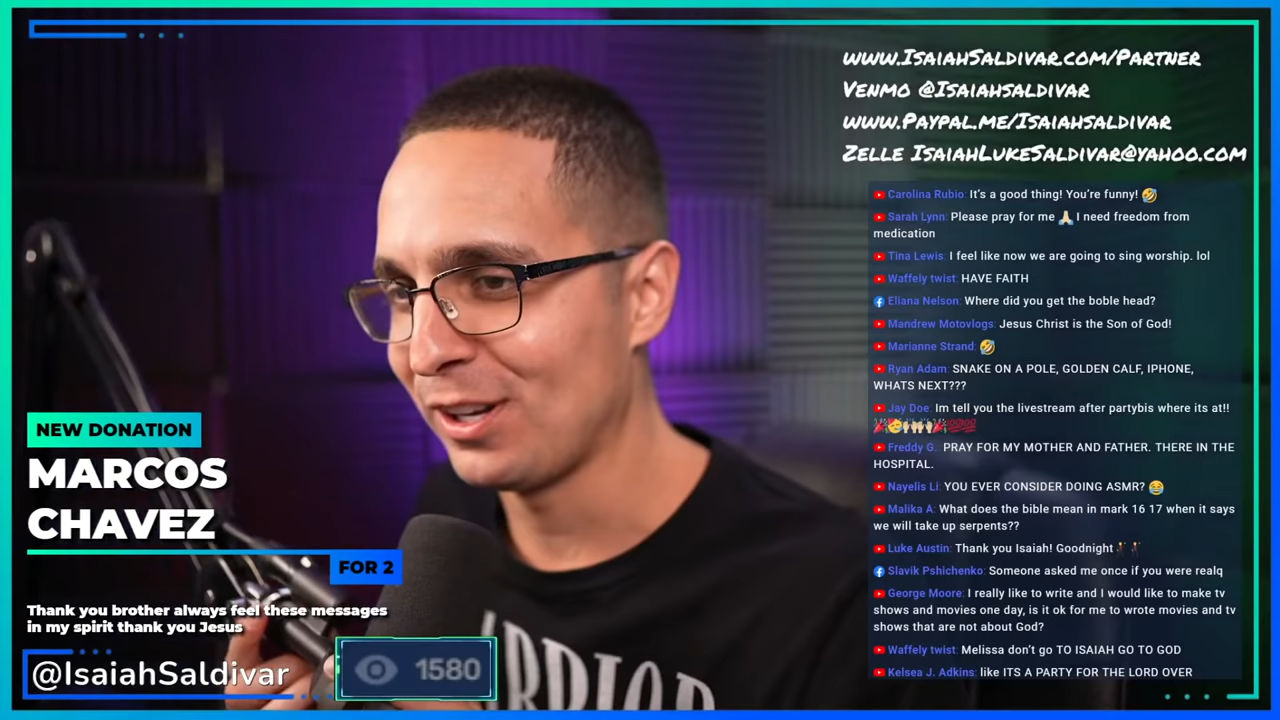 www.IsaiahSaldivar.com/Partner
Venmo @Isaiahsaldivar
www.Paypal.me/Isaiahsaldivar
Zelle IsaiahLukeSaldivar@yahoo.com
Carolina Rubio: It's a good thing! You're funny! 🤣
Sarah Lynn: Please pray for me 🙏🏻 I need freedom from
medication
Tina Lewis: I feel like now we are going to sing worship. lol
Waffely twist: HAVE FAITH
Eliana Nelson: Where did you get the boble head?
Mandrew Motovlogs: Jesus Christ is the Son of God!
Marianne Strand: 🤣
Ryan Adam: SNAKE ON A POLE, GOLDEN CALF, IPHONE,
WHATS NEXT???
Jay Doe: Im tell you the livestream after partybis where its at!!
Freddy G.: PRAY FOR MY MOTHER AND FATHER. THERE IN THE
HOSPITAL.
Nayelis Li: YOU EVER CONSIDER DOING ASMR? 😂
Malika A: What does the bible mean in mark 16 17 when it says
we will take up serpents??
Luke Austin: Thank you Isaiah! Goodnight
Slavik Pshichenko: Someone asked me once if you were realq
George Moore: I really like to write and I would like to make tv
shows and movies one day, is it ok for me to wrote movies and tv
shows that are not about God?
Waffely twist: Melissa don't go TO ISAIAH GO TO GOD
Kelsea J. Adkins: like ITS A PARTY FOR THE LORD OVER
NEW DONATION
MARCOS
CHAVEZ
FOR 2
Thank you brother always feel these messages
in my spirit thank you Jesus
@IsaiahSaldivar
1580